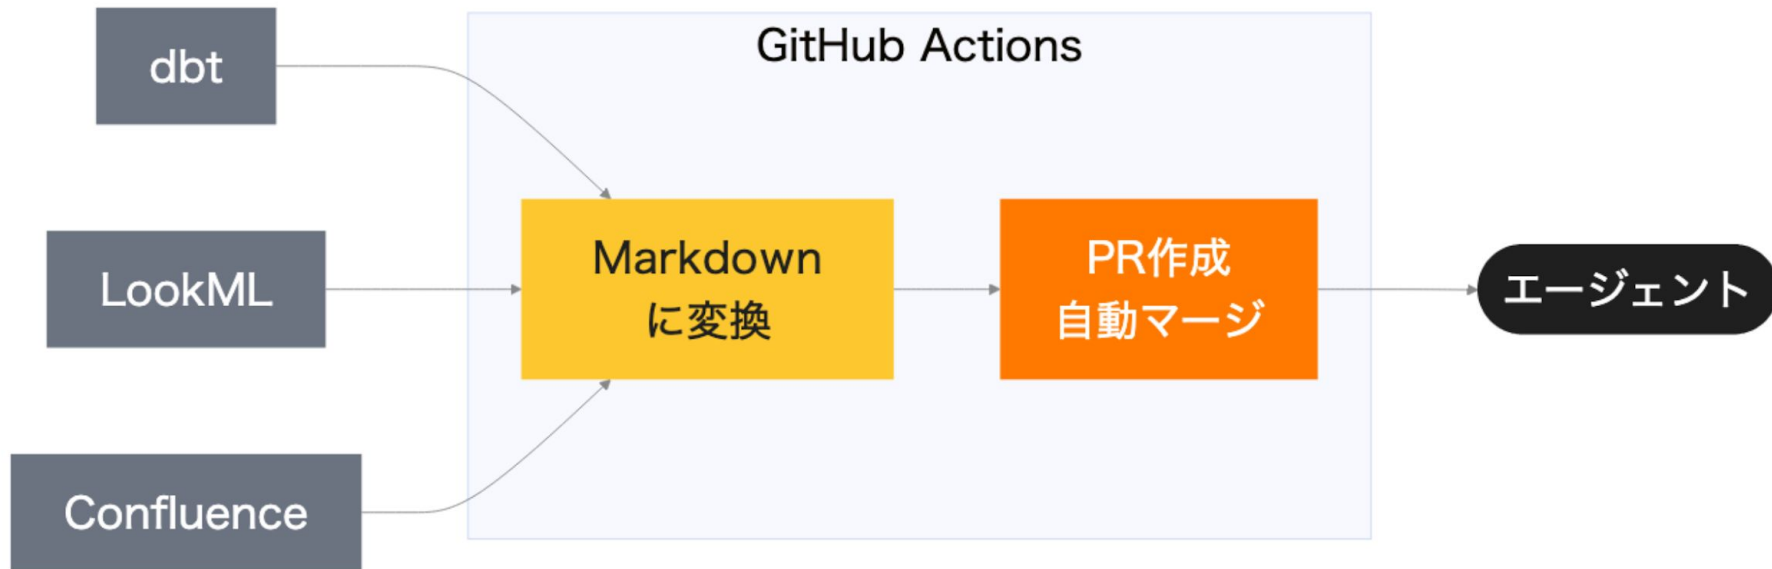 GitHub Actions
dbt
LookML
Confluence
Markdown
に変換
PR作成
自動マージ
エージェント